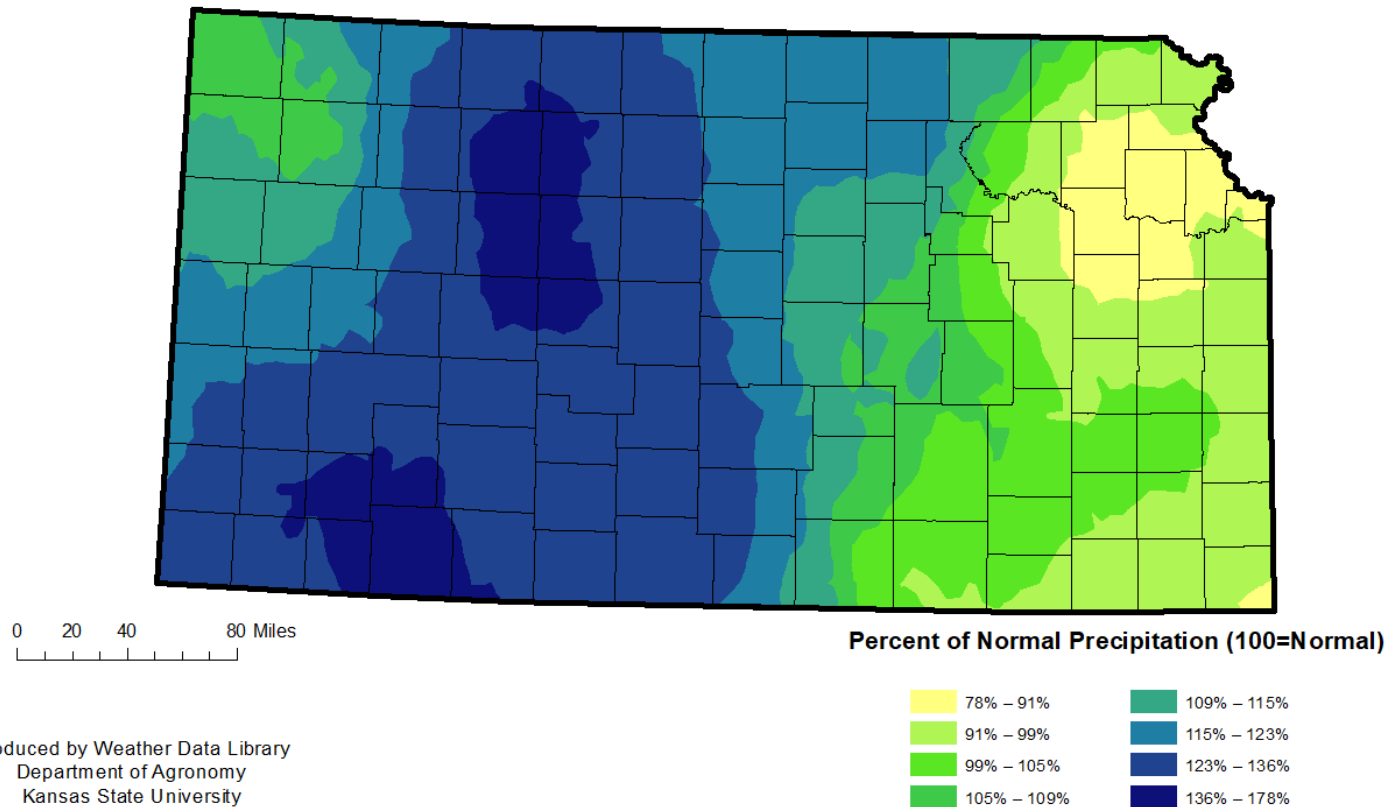 0 20 40 80 Miles
Percent of Normal Precipitation (100=Normal)
78% – 91%
91% – 99%
99% – 105%
105% – 109%
109% – 115%
115% – 123%
123% – 136%
136% – 178%
oduced by Weather Data Library
Department of Agronomy
Kansas State University